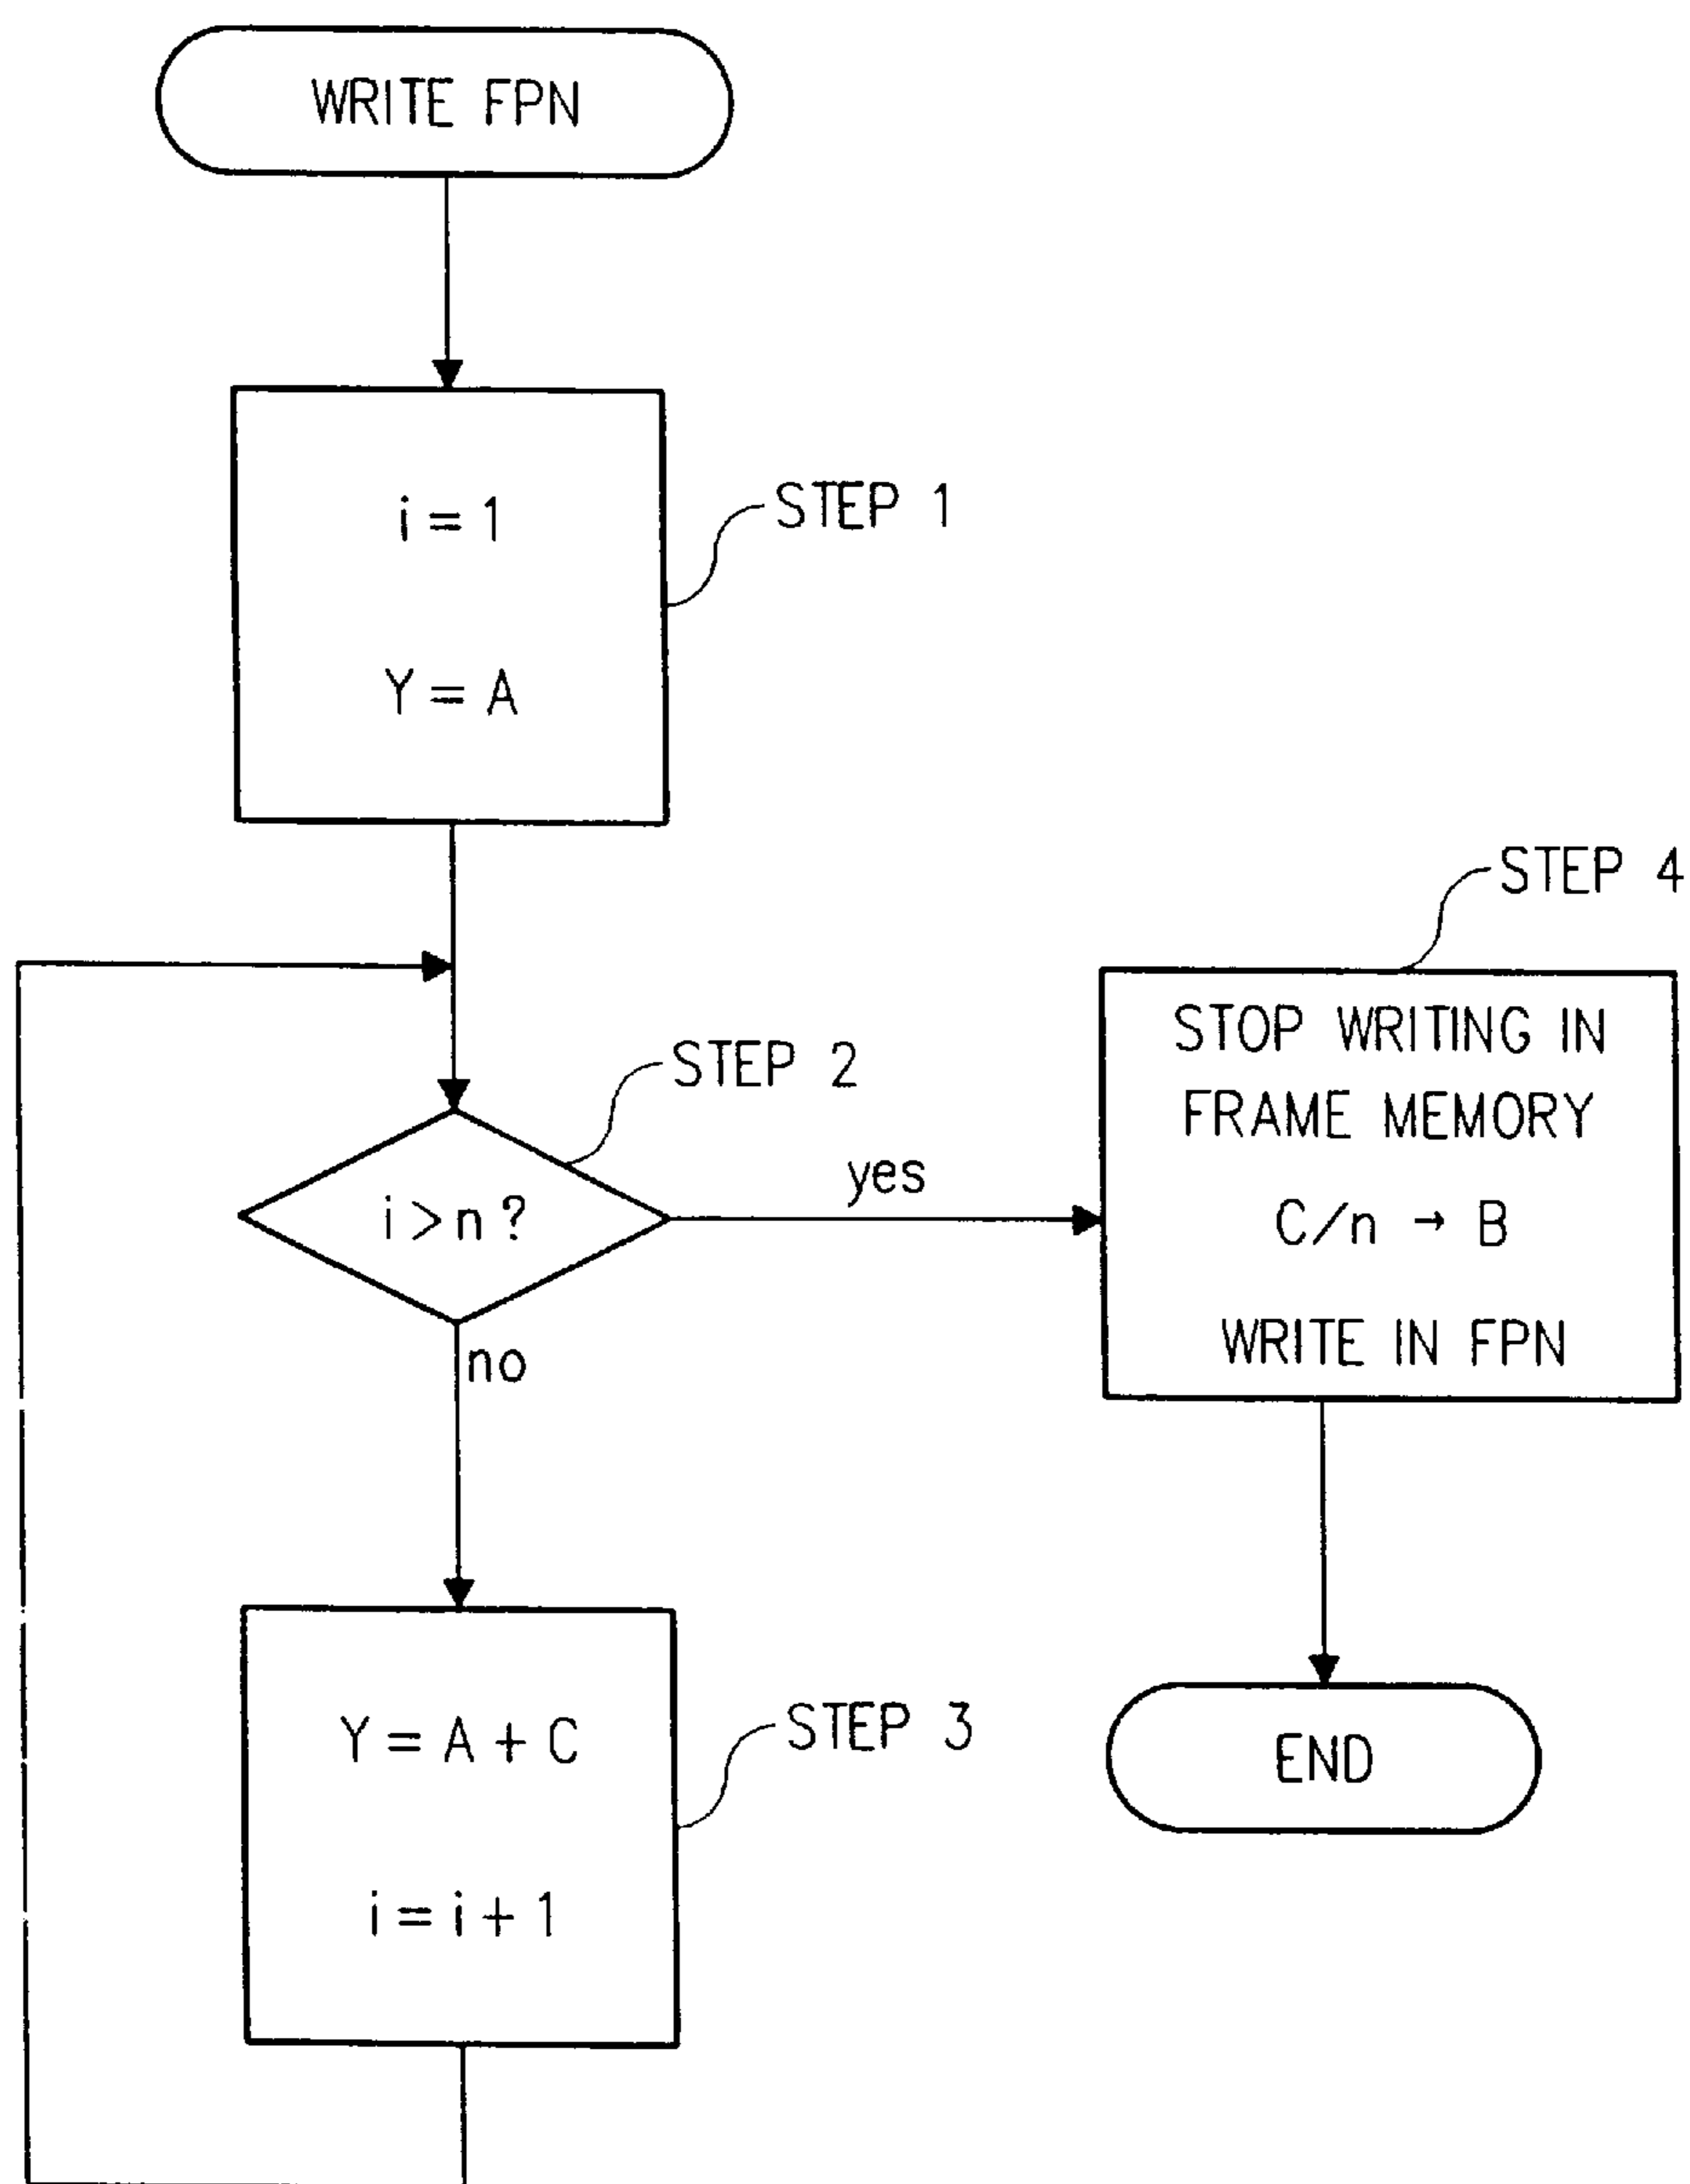 WRITE FPN
i = 1
Y = A
STEP 1
STEP 2
i > n ?
yes
no
STEP 4
STOP WRITING IN
FRAME MEMORY
C/n → B
WRITE IN FPN
Y = A + C
i = i + 1
STEP 3
END